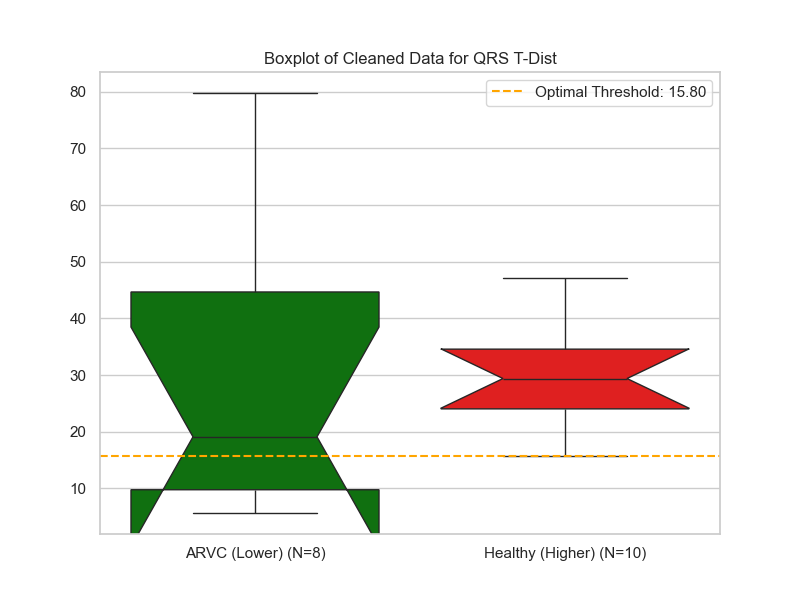 Boxplot of Cleaned Data for QRS T-Dist
Optimal Threshold: 15.80
80
70
60
50
40
30
20
10
ARVC (Lower) (N=8)
Healthy (Higher) (N=10)